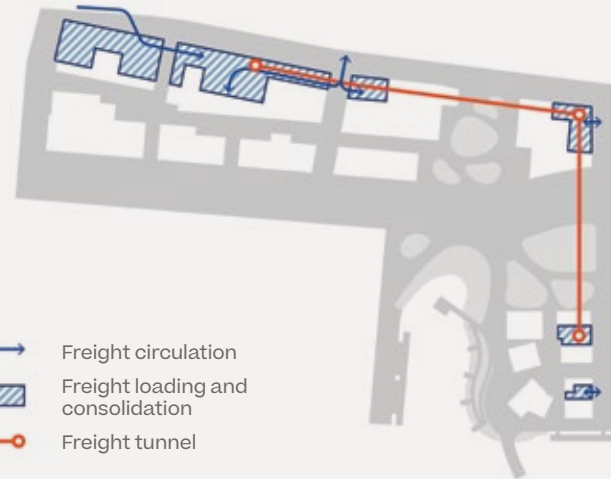 Freight circulation
Freight loading and
consolidation
Freight tunnel